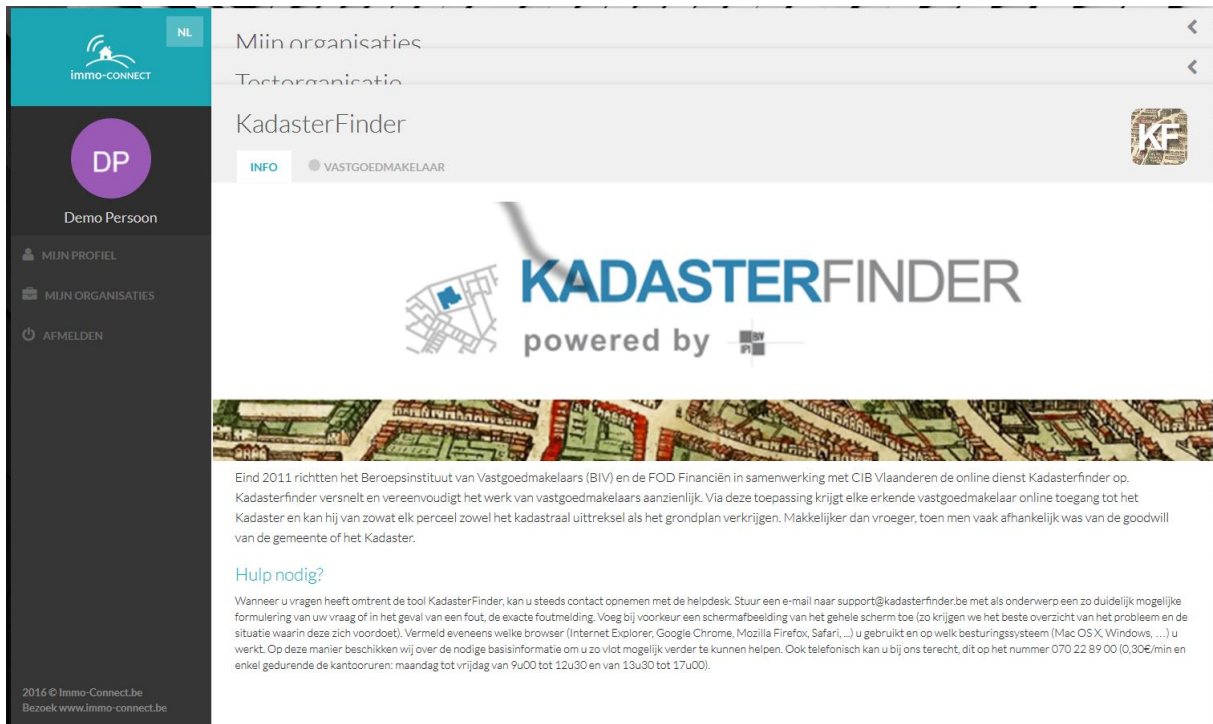 NL
immo-CONNECT
DP
Demo Persoon
MIJN PROFIEL
MIJN ORGANISATIES
AFMELDEN
2016 © Immo-Connect.be
Bezoek www.immo-connect.be
Mijn organisaties
Testorganisatie
KadasterFinder
KF
INFO
VASTGOEDMAKELAAR
KADASTERFINDER
powered by
Eind 2011 richtten het Beroepsinstituut van Vastgoedmakelaars (BIV) en de FOD Financiën in samenwerking met CIB Vlaanderen de online dienst Kadasterfinder op.
Kadasterfinder versnelt en vereenvoudigt het werk van vastgoedmakelaars aanzienlijk. Via deze toepassing krijgt elke erkende vastgoedmakelaar online toegang tot het
Kadaster en kan hij van zowat elk perceel zowel het kadastraal uittreksel als het grondplan verkrijgen. Makkelijker dan vroeger, toen men vaak afhankelijk was van de goodwill
van de gemeente of het Kadaster.
Hulp nodig?
Wanneer u vragen heeft omtrent de tool KadasterFinder, kan u steeds contact opnemen met de helpdesk. Stuur een e-mail naar support@kadasterfinder.be met als onderwerp een zo duidelijk mogelijke
formulering van uw vraag of in het geval van een fout, de exacte foutmelding. Voeg bij voorkeur een schermafbeelding van het gehele scherm toe (zo krijgen we het beste overzicht van het probleem en de
situatie waarin deze zich voordoet). Vermeld eveneens welke browser (Internet Explorer, Google Chrome, Mozilla Firefox, Safari, ...) u gebruikt en op welk besturingssysteem (Mac OS X, Windows, ...) u
werkt. Op deze manier beschikken wij over de nodige basisinformatie om u zo vlot mogelijk verder te kunnen helpen. Ook telefonisch kan u bij ons terecht, dit op het nummer 070 22 89 00 (0,30€/min en
enkel gedurende de kantooruren: maandag tot vrijdag van 9u00 tot 12u30 en van 13u30 tot 17u00).